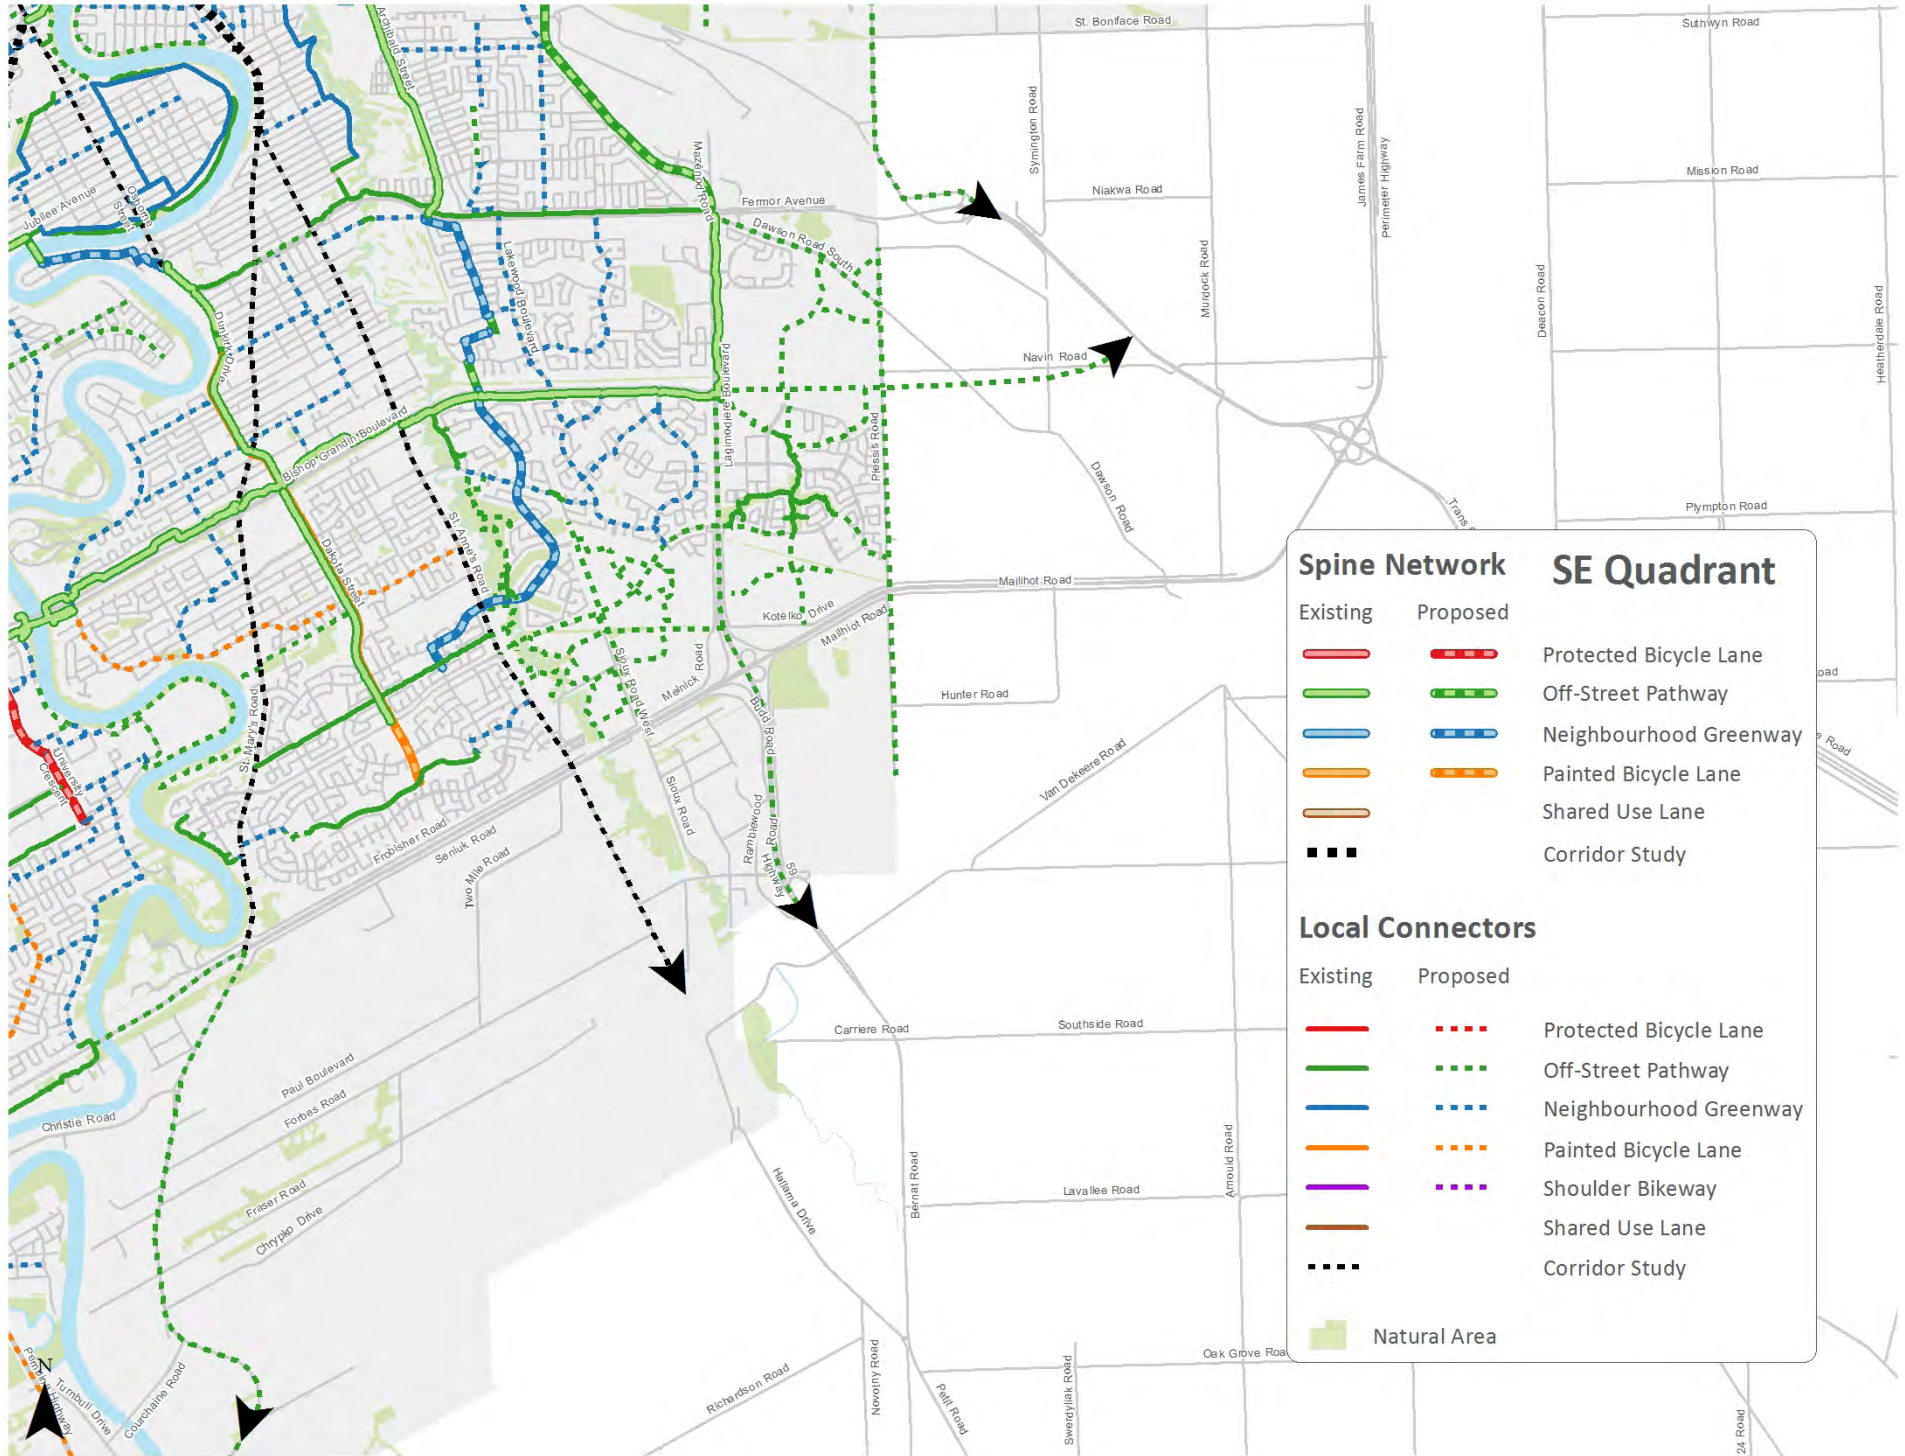 St. Boniface Road
Suthwyn Road
Archibald Street
Symington Road
James Farm Road
Perimeter Highway
Mazenod Road
Mission Road
Niakwa Road
Jubilee Avenue
Osborne
Street
Fermor Avenue
Dawson Road South
Lakewood Boulevard
Murdock Road
Deacon Road
Heatherdale Road
Dunkirk Drive
Navin Road
Lagimodiere Boulevard
Bishop Grandin Boulevard
Plessis Road
Dawson Road
Plympton Road
St. Anne's Road
Dakota Street
Mailihot Road
Kotelko Drive
Mailhiot Road
Sioux Road West
Melnick Road
Hunter Road
Budd Road
St. Mary's Road
University
Crescent
Van Dekeere Road
Sioux Road
Ramblewood
Road
Highway
59
Frobisher Road
Senluk Road
Two Mile Road
Carriere Road
Southside Road
Paul Boulevard
Forbes Road
Christie Road
Fraser Road
Chrypko Drive
Hallama Drive
Bernat Road
Arnould Road
Lavallee Road
Oak Grove Roa
Richardson Road
Novotny Road
Petit Road
Swerdyliak Road
24 Road
Courchaine Road
Turnbull Drive
N
Spine Network
SE Quadrant
Existing Proposed
Protected Bicycle Lane
Off-Street Pathway
Neighbourhood Greenway
Painted Bicycle Lane
Shared Use Lane
Corridor Study
Local Connectors
Existing Proposed
Protected Bicycle Lane
Off-Street Pathway
Neighbourhood Greenway
Painted Bicycle Lane
Shoulder Bikeway
Shared Use Lane
Corridor Study
Natural Area